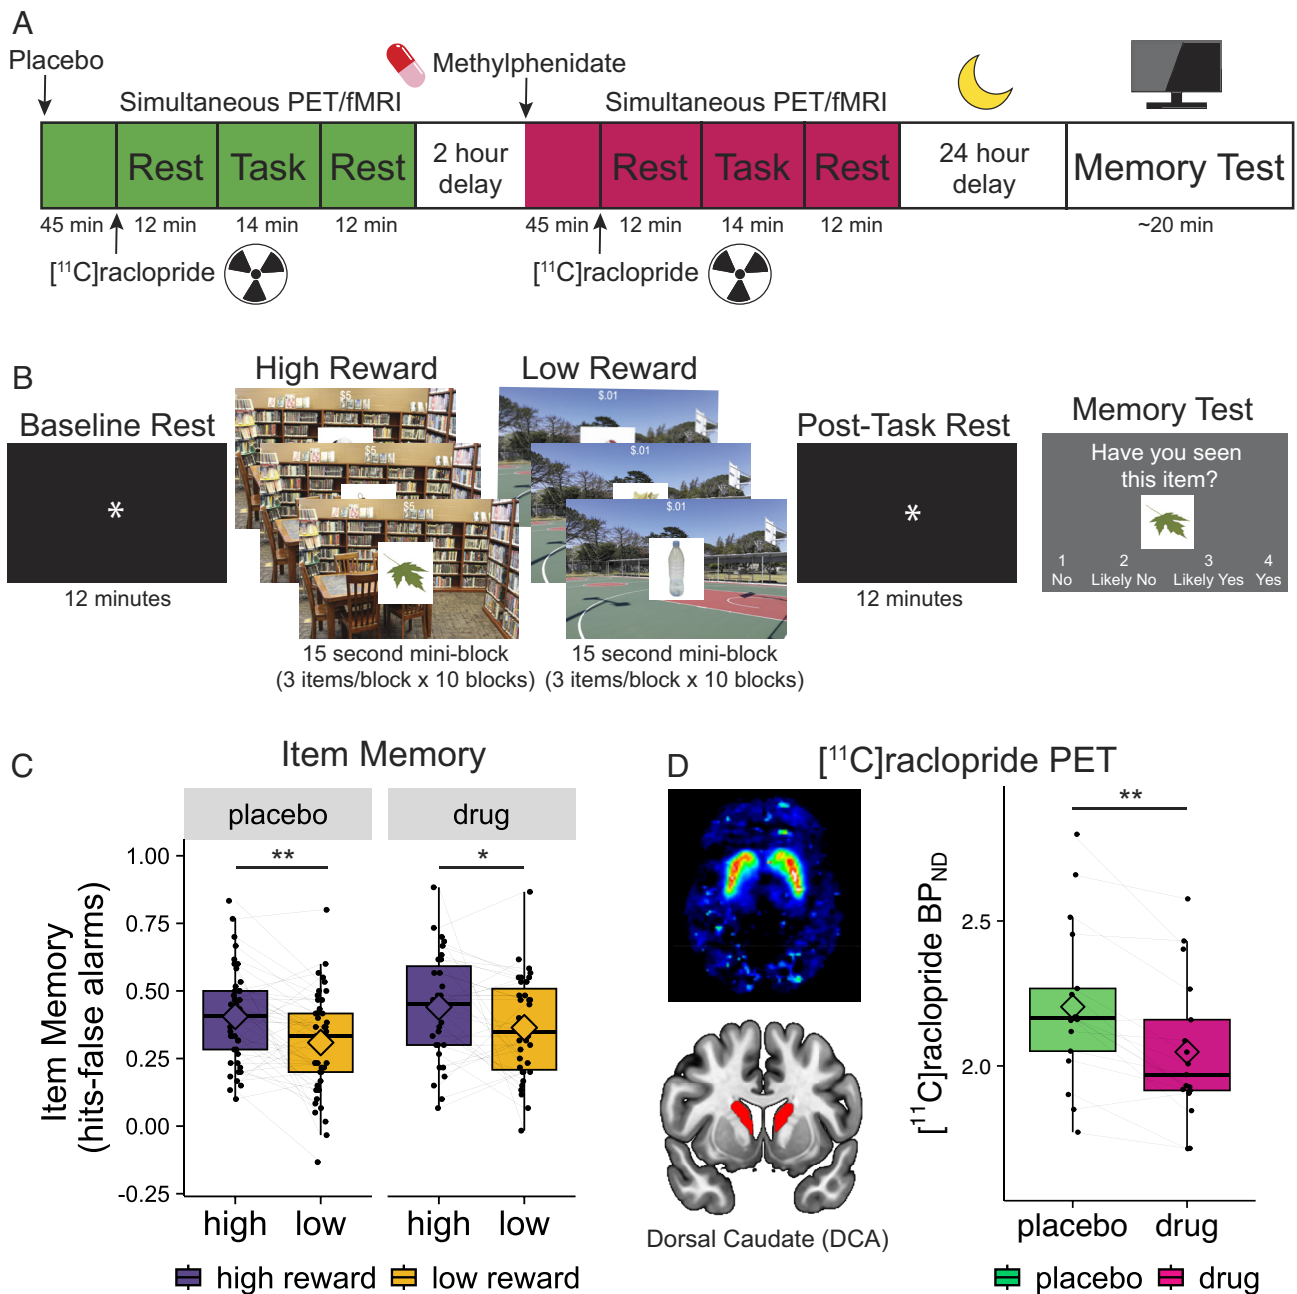 A
Placebo
Methylphenidate
Simultaneous PET/fMRI
Simultaneous PET/fMRI
Rest
Task
Rest
2 hour
delay
Rest
Task
Rest
24 hour
delay
Memory Test
45 min
12 min
14 min
12 min
45 min
12 min
14 min
12 min
~20 min
[¹¹C]raclopride
[¹¹C]raclopride
B
Baseline Rest
*
12 minutes
High Reward
$5
$5
$5
15 second mini-block
(3 items/block x 10 blocks)
Low Reward
$.01
$.01
$.01
15 second mini-block
(3 items/block x 10 blocks)
Post-Task Rest
*
12 minutes
Memory Test
Have you seen
this item?
1 2 3 4
No Likely No Likely Yes Yes
C
Item Memory
placebo
drug
**
*
Item Memory
(hits-false alarms)
1.00
0.75
0.50
0.25
0.00
-0.25
high low high low
high reward low reward
D
[¹¹C]raclopride PET
Dorsal Caudate (DCA)
**
[¹¹C]raclopride BP_ND
2.5
2.0
placebo drug
placebo drug